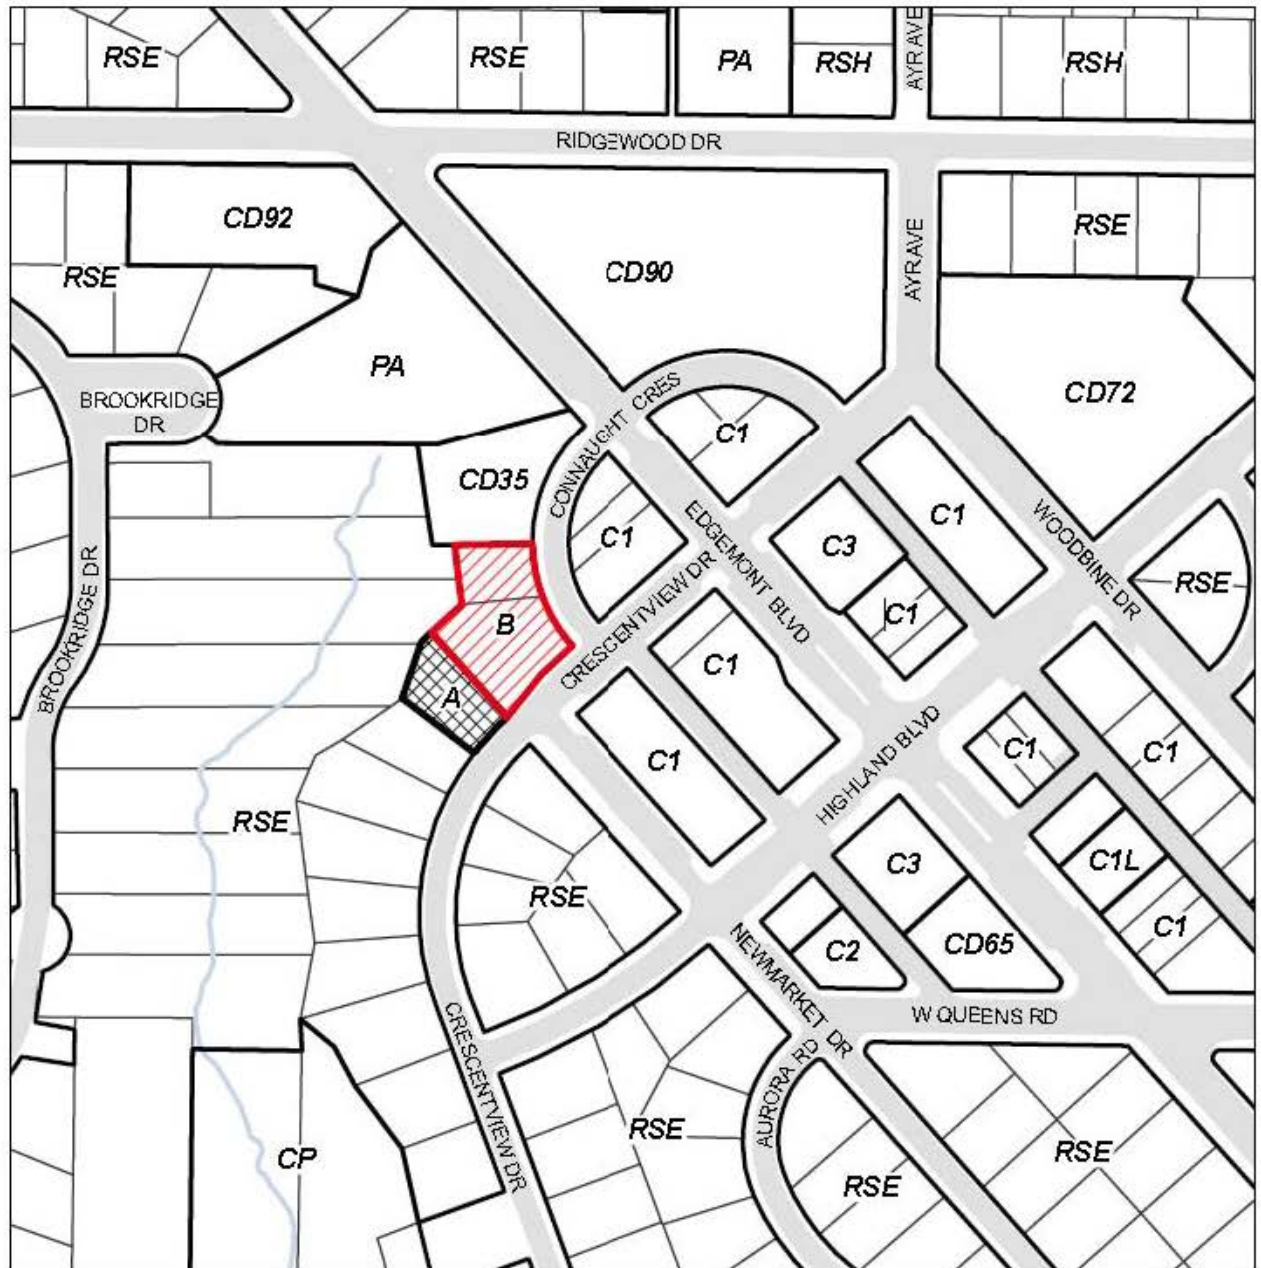 RSE
RSE
PA
RSH
AYR AVE
RSH
RIDGEWOOD DR
CD92
RSE
CD90
AYR AVE
RSE
PA
BROOKRIDGE
DR
CONNAUGHT CRES
C1
CD72
CD35
C1
EDGEMONT BLVD
C3
C1
WOODBINE DR
RSE
C1
BROOKRIDGE DR
B
CRESCENTVIEW DR
C1
A
C1
HIGHLAND BLVD
C1
C1
RSE
C3
C1L
RSE
C1
C2
CD65
NEWMARKET DR
W QUEENS RD
CRESCENTVIEW DR
AURORA RD
RSE
RSE
CP
RSE